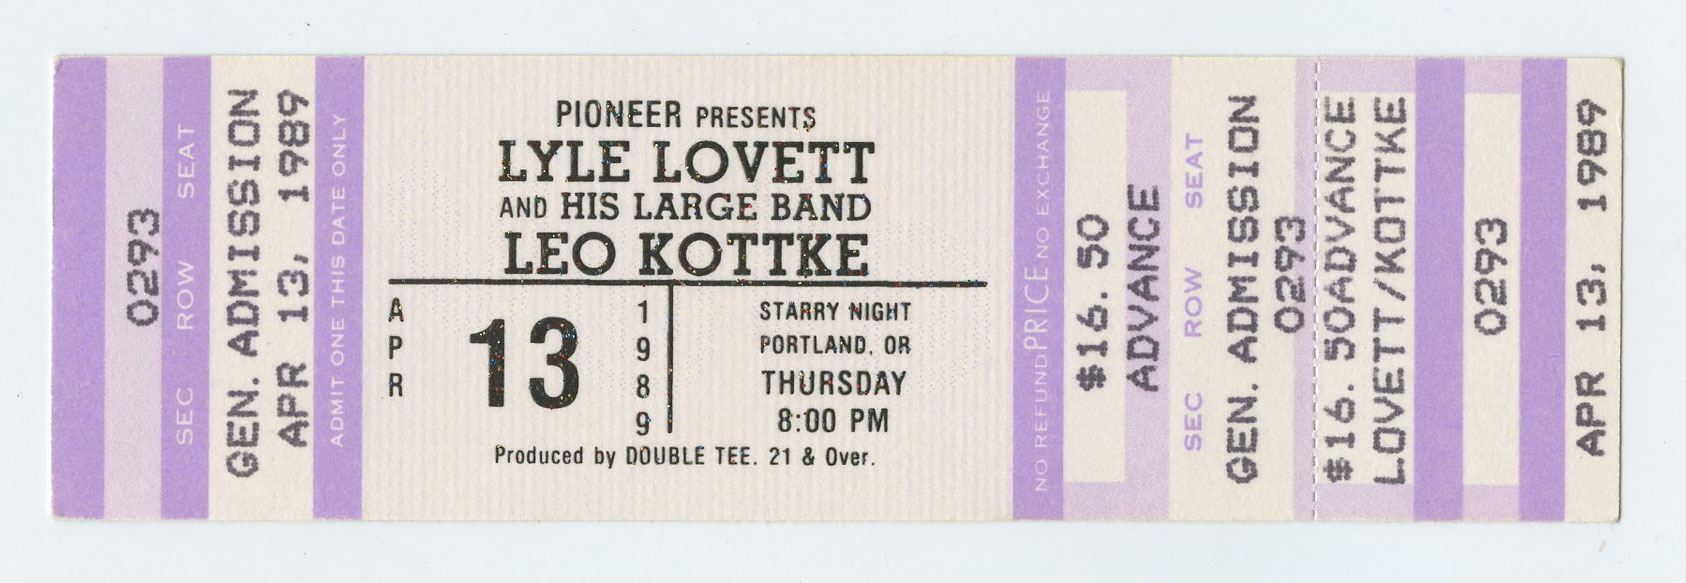 0293
SEC ROW SEAT
GEN. ADMISSION
APR 13, 1989
ADMIT ONE THIS DATE ONLY
PIONEER PRESENTS
LYLE LOVETT
AND HIS LARGE BAND
LEO KOTTKE
APR
13
1989
STARRY NIGHT
PORTLAND, OR
THURSDAY
8:00 PM
Produced by DOUBLE TEE. 21 & Over.
NO REFUND PRICE NO EXCHANGE
$16.50
ADVANCE
SEC ROW SEAT
GEN. ADMISSION
0293
$16.50ADVANCE
LOVETT/KOTTKE
0293
APR 13, 1989